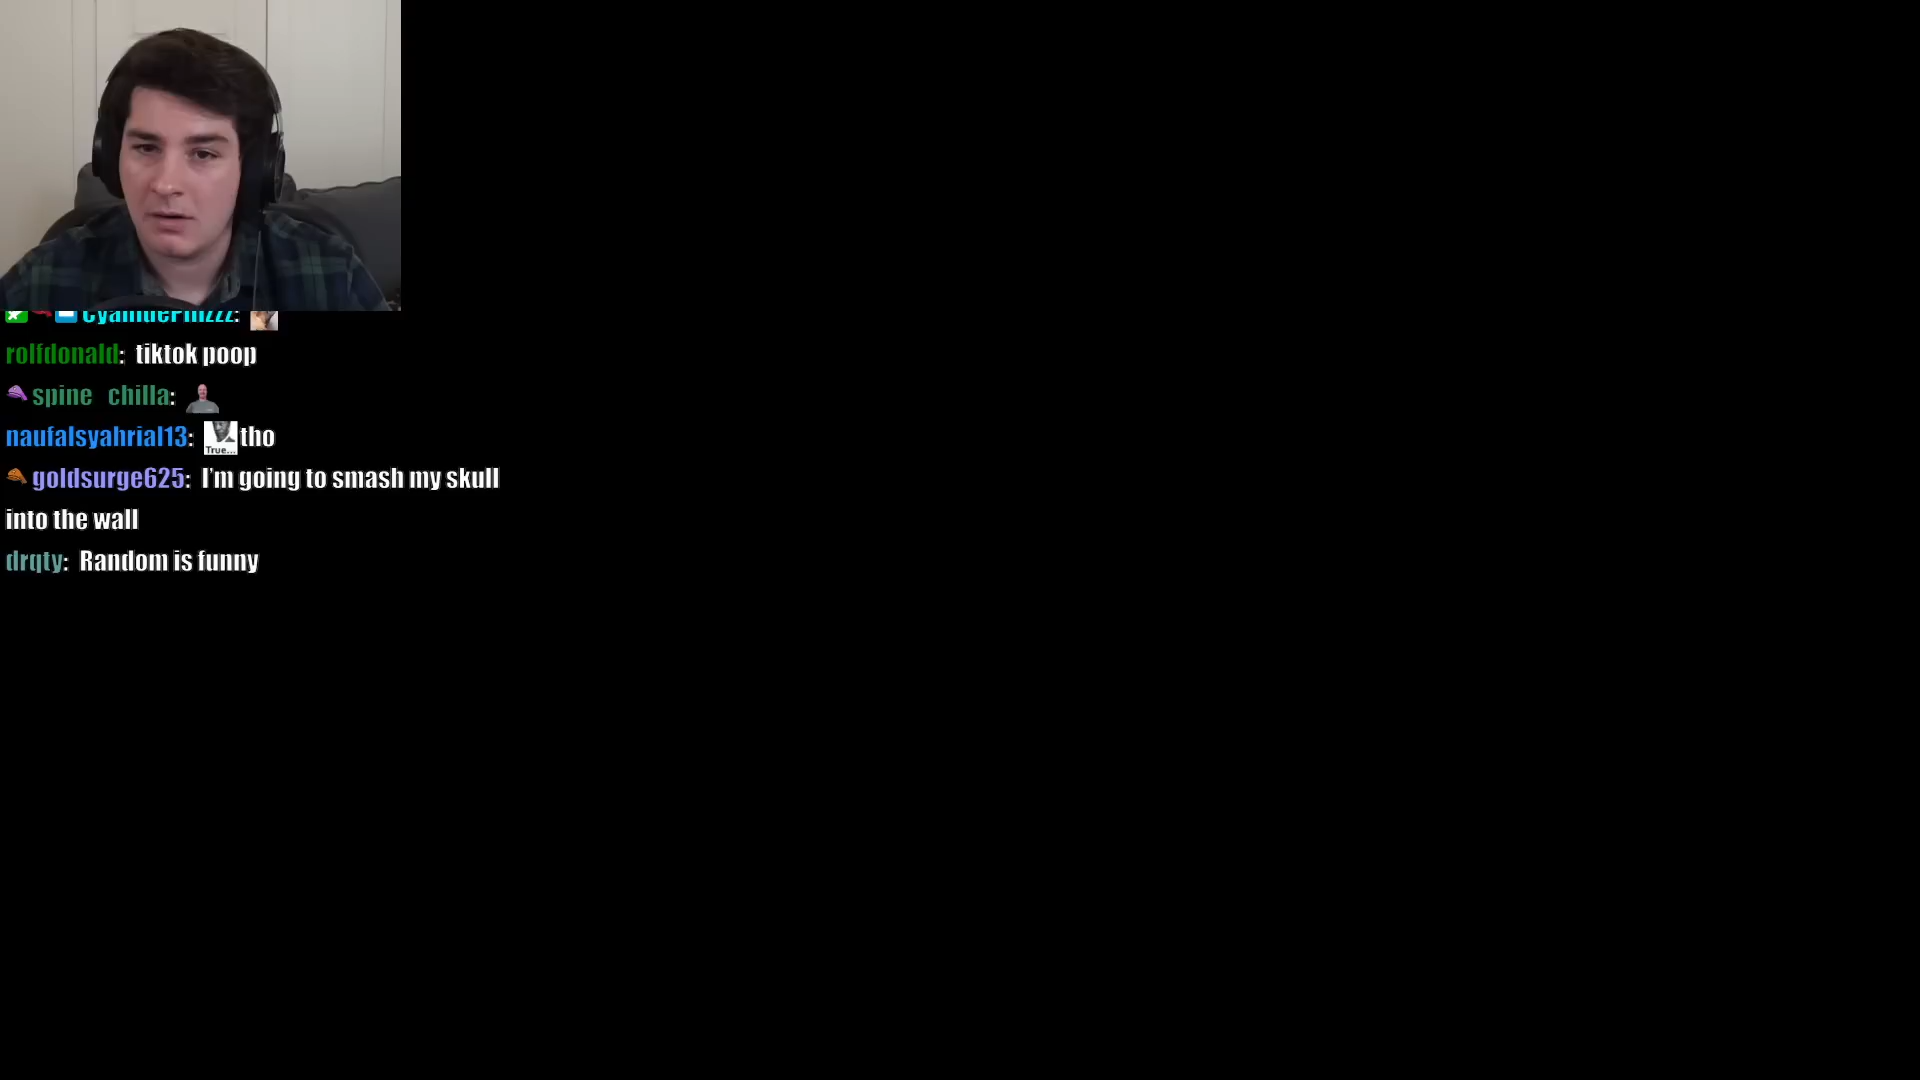 rolfdonald: tiktok poop
spine chilla:
naufalsyahrial13: True... tho
goldsurge625: I'm going to smash my skull
into the wall
drqty: Random is funny